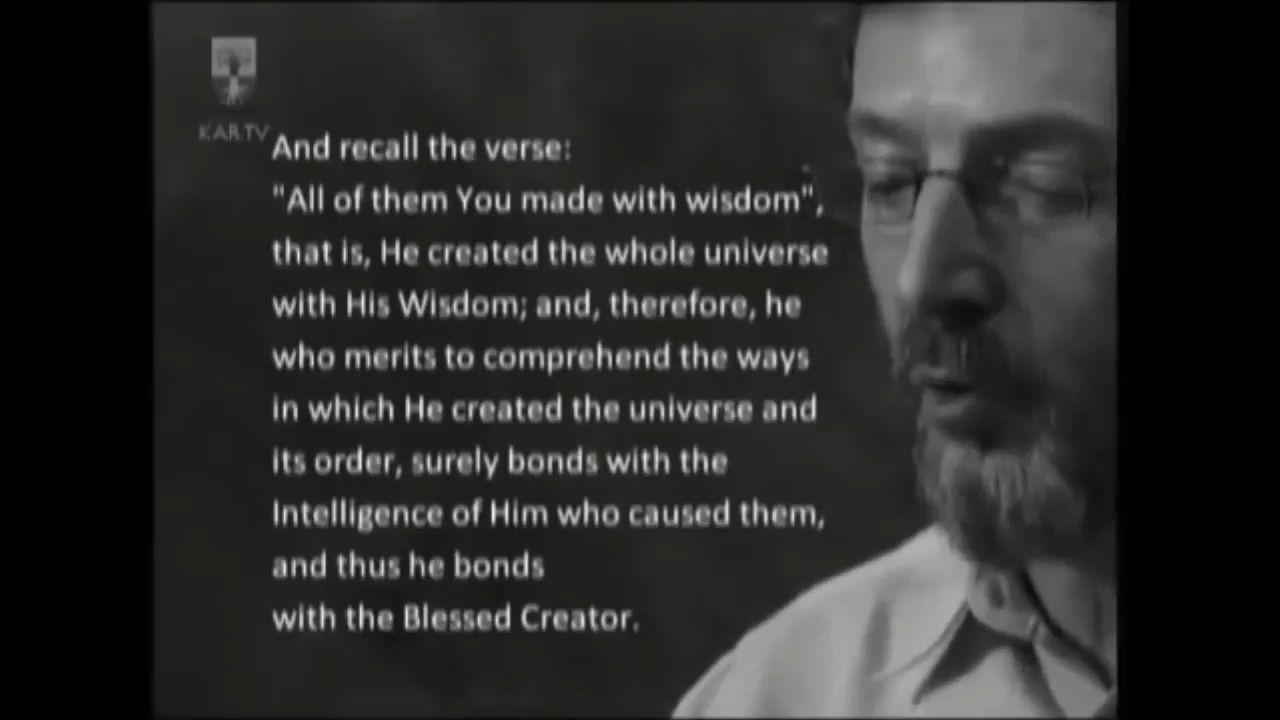 KAB.TV
And recall the verse:
"All of them You made with wisdom",
that is, He created the whole universe
with His Wisdom; and, therefore, he
who merits to comprehend the ways
in which He created the universe and
its order, surely bonds with the
Intelligence of Him who caused them,
and thus he bonds
with the Blessed Creator.